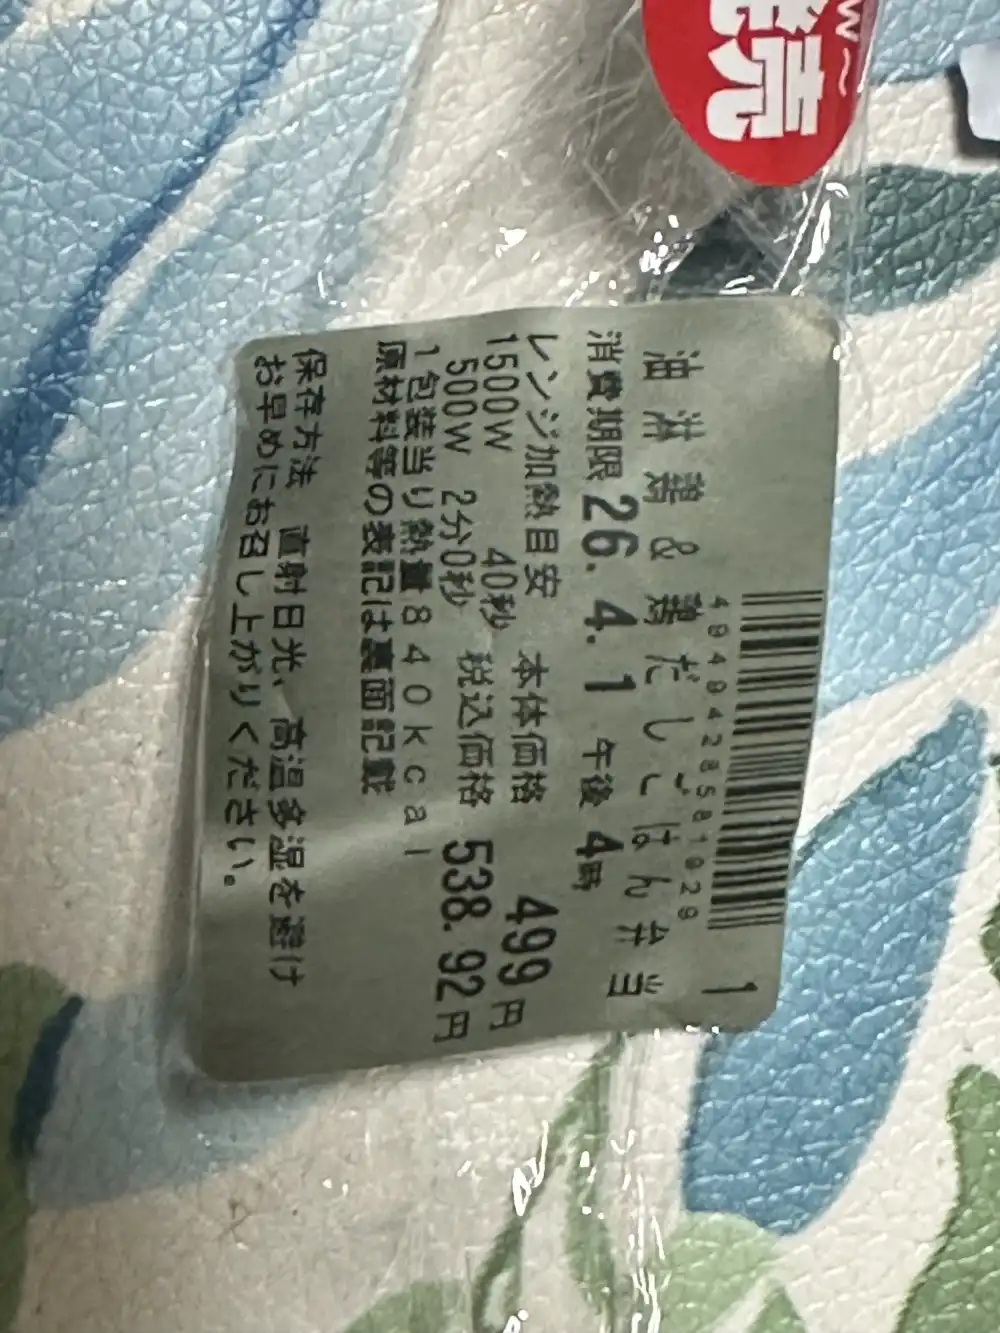 売
W~
油淋鶏&鶏だしごはん弁当
1
消費期限 26. 4. 1 午後 4時
レンジ加熱目安
1500W 40秒
500W 2分0秒
本体価格 499円
税込価格 538.92円
1包装当り熱量840kcal
原材料等の表記は裏面記載
保存方法 直射日光、高温多湿を避け
お早めにお召し上がりください。